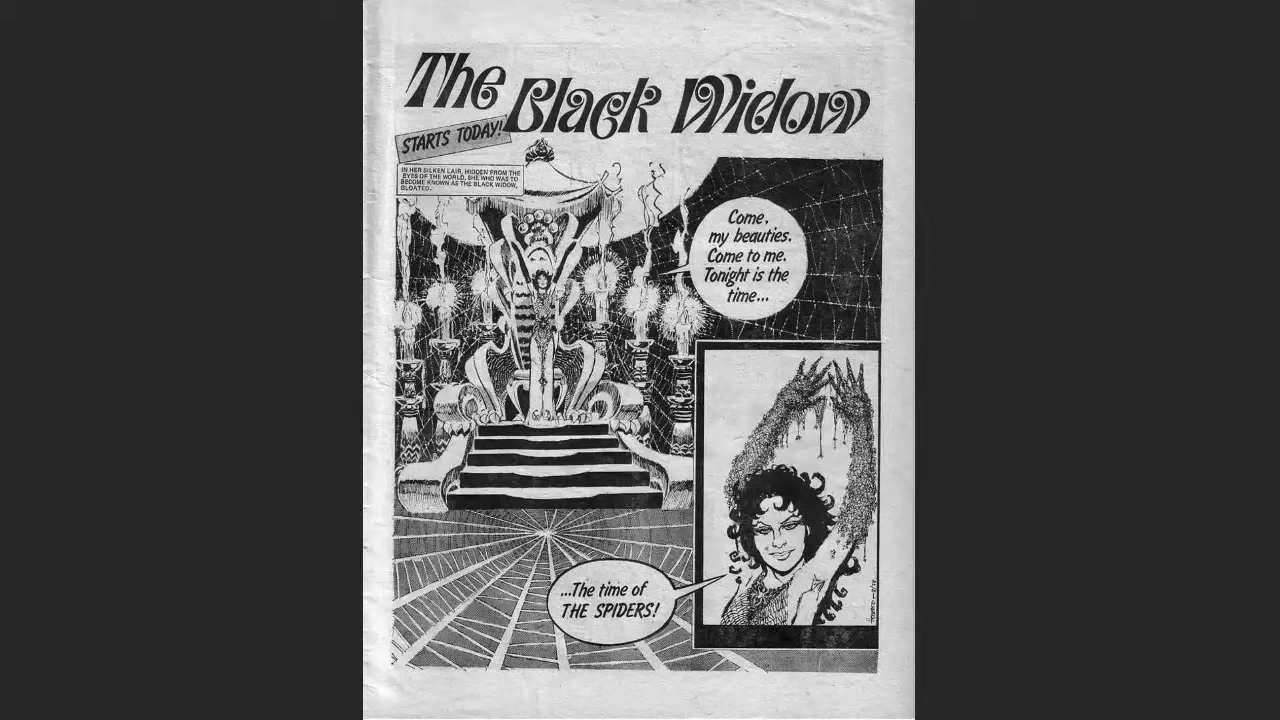 The Black Widow
STARTS TODAY!
IN HER SILKEN LAIR, HIDDEN FROM THE
EYES OF THE WORLD, SHE WHO WAS TO
BECOME KNOWN AS THE BLACK WIDOW,
GLOATED.
Come,
my beauties.
Come to me.
Tonight is the
time...
...The time of
THE SPIDERS!